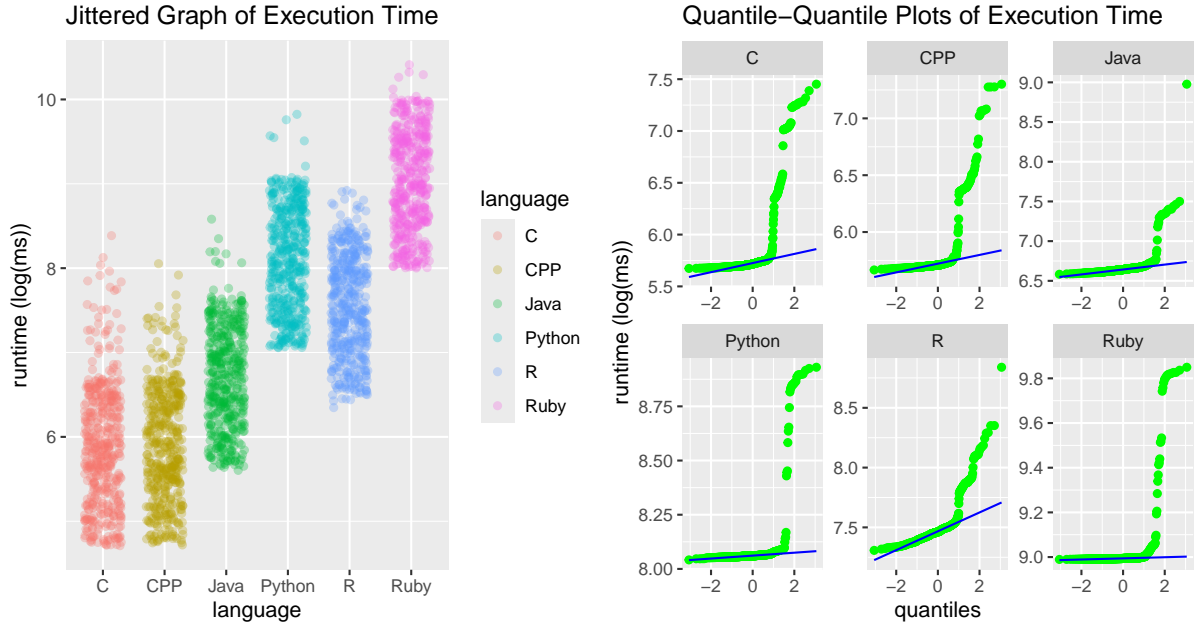 Jittered Graph of Execution Time
runtime (log(ms))
10
8
6
C
CPP
Java
Python
R
Ruby
language
language
C
CPP
Java
Python
R
Ruby
Quantile−Quantile Plots of Execution Time
runtime (log(ms))
C
7.5
7.0
6.5
6.0
5.5
−2
0
2
CPP
7.0
6.5
6.0
−2
0
2
Java
9.0
8.5
8.0
7.5
7.0
6.5
−2
0
2
Python
8.75
8.50
8.25
8.00
−2
0
2
R
8.5
8.0
7.5
−2
0
2
Ruby
9.8
9.6
9.4
9.2
9.0
−2
0
2
quantiles